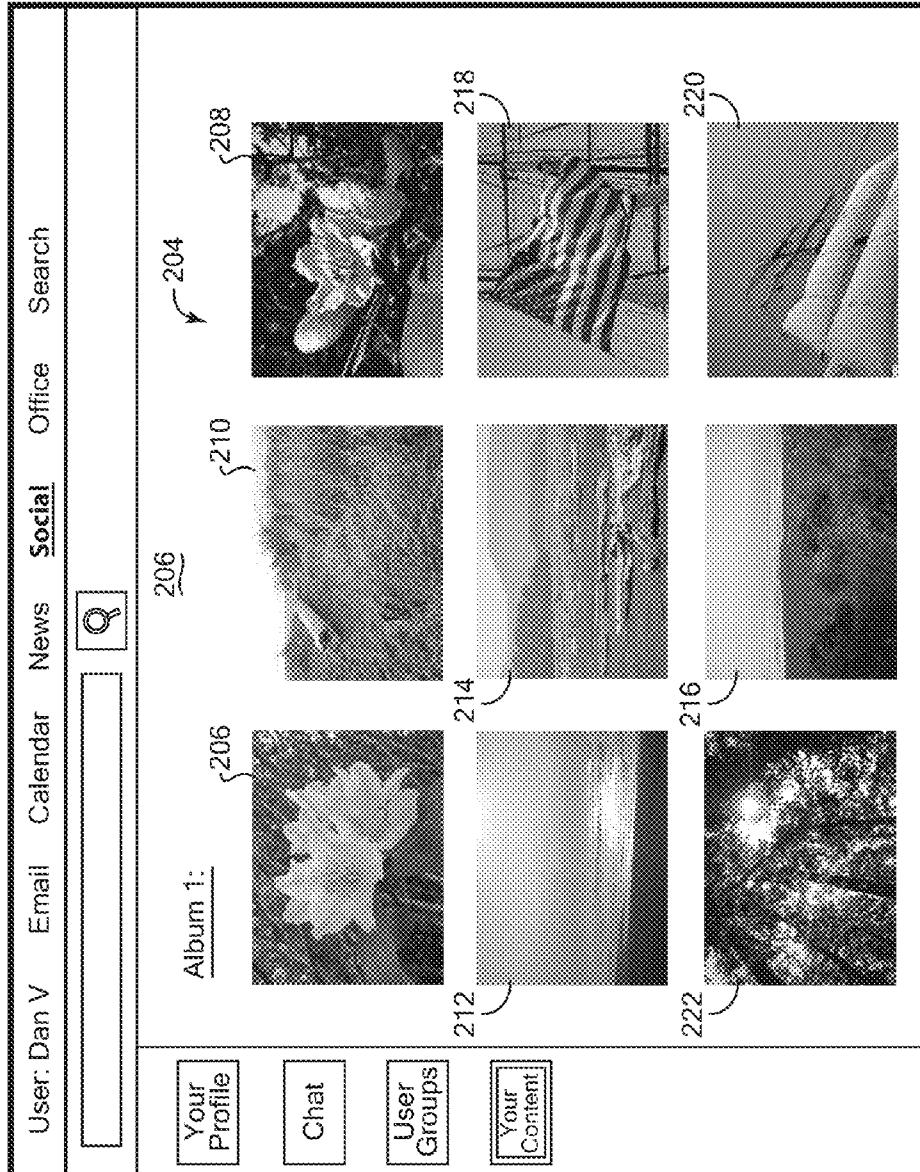 User: Dan V Email Calendar News Social Office Search
Your
Profile
Chat
User
Groups
Your
Content
206
204
Album 1:
206
210
208
212
214
218
222
216
220